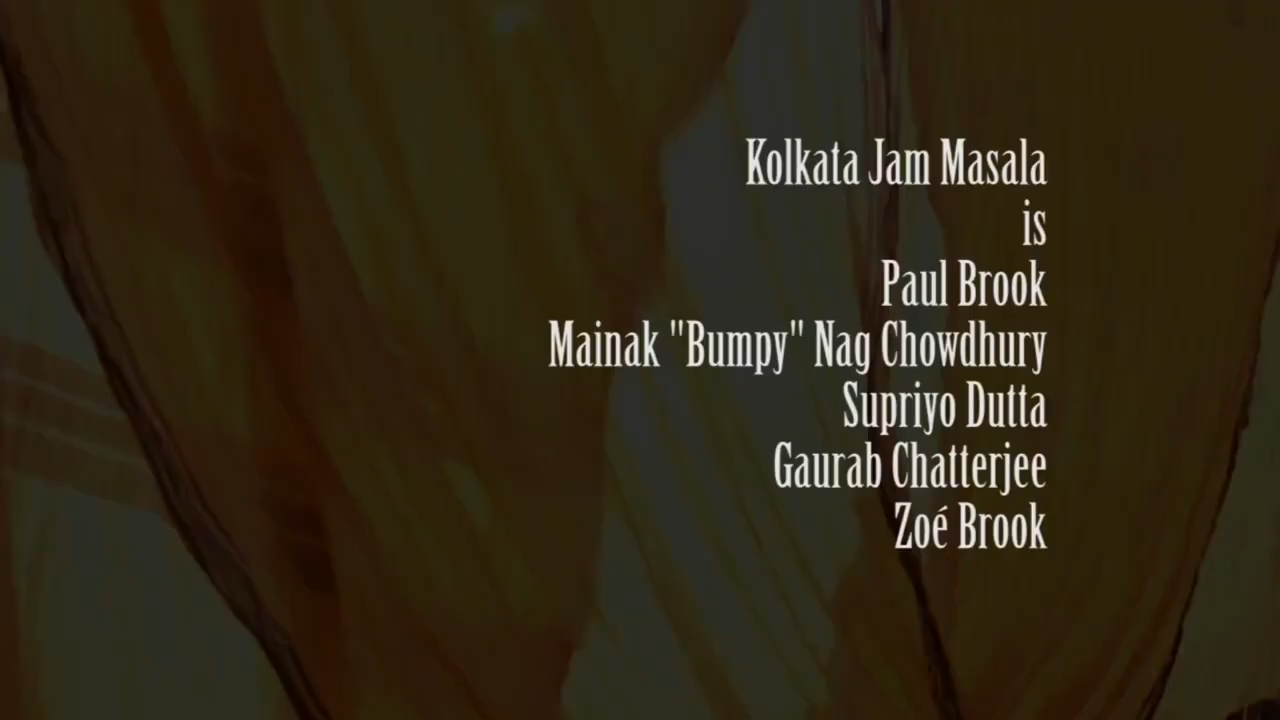 Kolkata Jam Masala
is
Paul Brook
Mainak "Bumpy" Nag Chowdhury
Supriyo Dutta
Gaurab Chatterjee
Zoé Brook